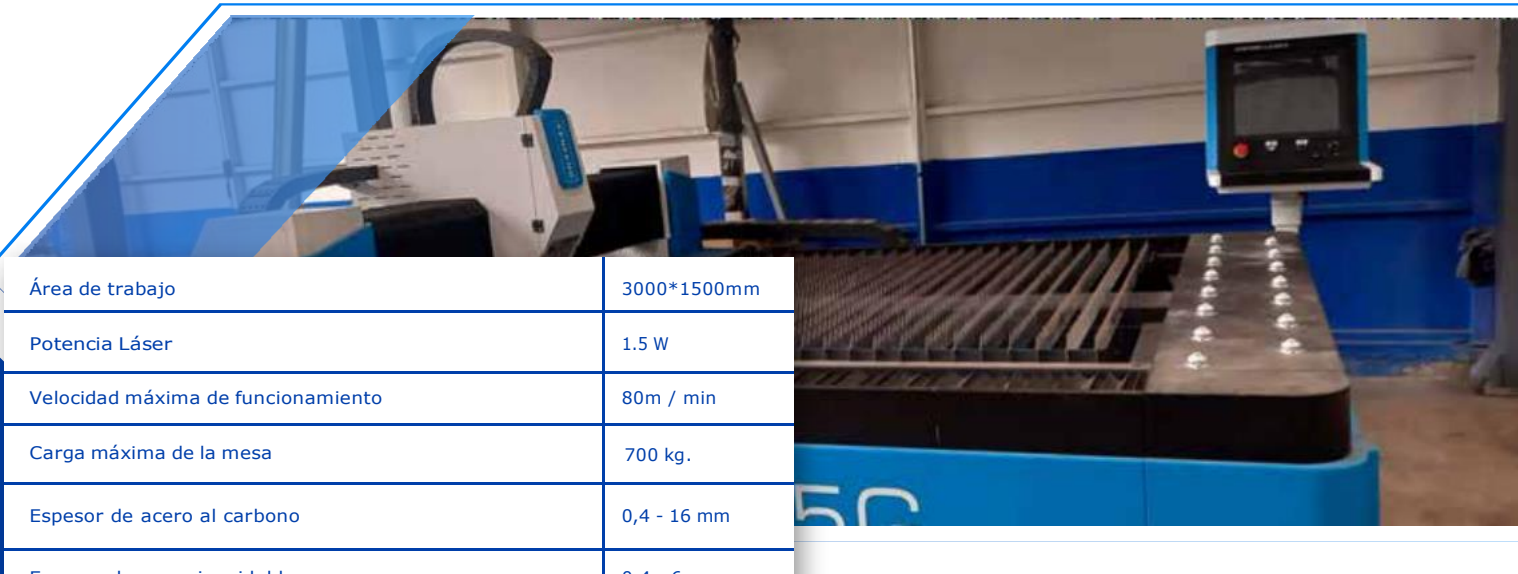 Área de trabajo 3000*1500mm
Potencia Láser 1.5 W
Velocidad máxima de funcionamiento 80m / min
Carga máxima de la mesa 700 kg.
Espesor de acero al carbono 0,4 - 16 mm
5G